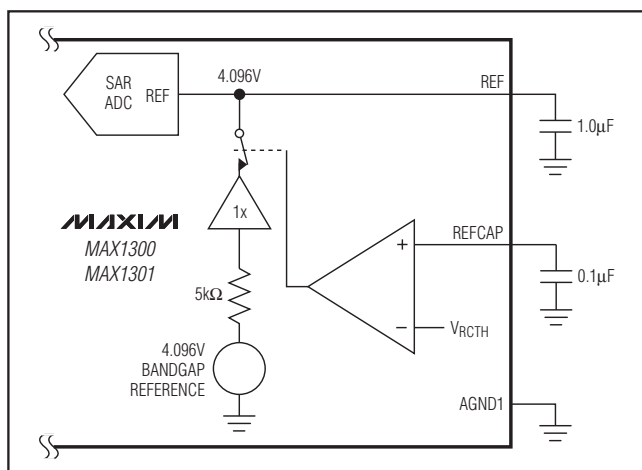 SAR
ADC
REF
4.096V
REF
1.0µF
MAXIM
MAX1300
MAX1301
1x
REFCAP
+
0.1µF
5kΩ
−
VRCTH
4.096V
BANDGAP
REFERENCE
AGND1